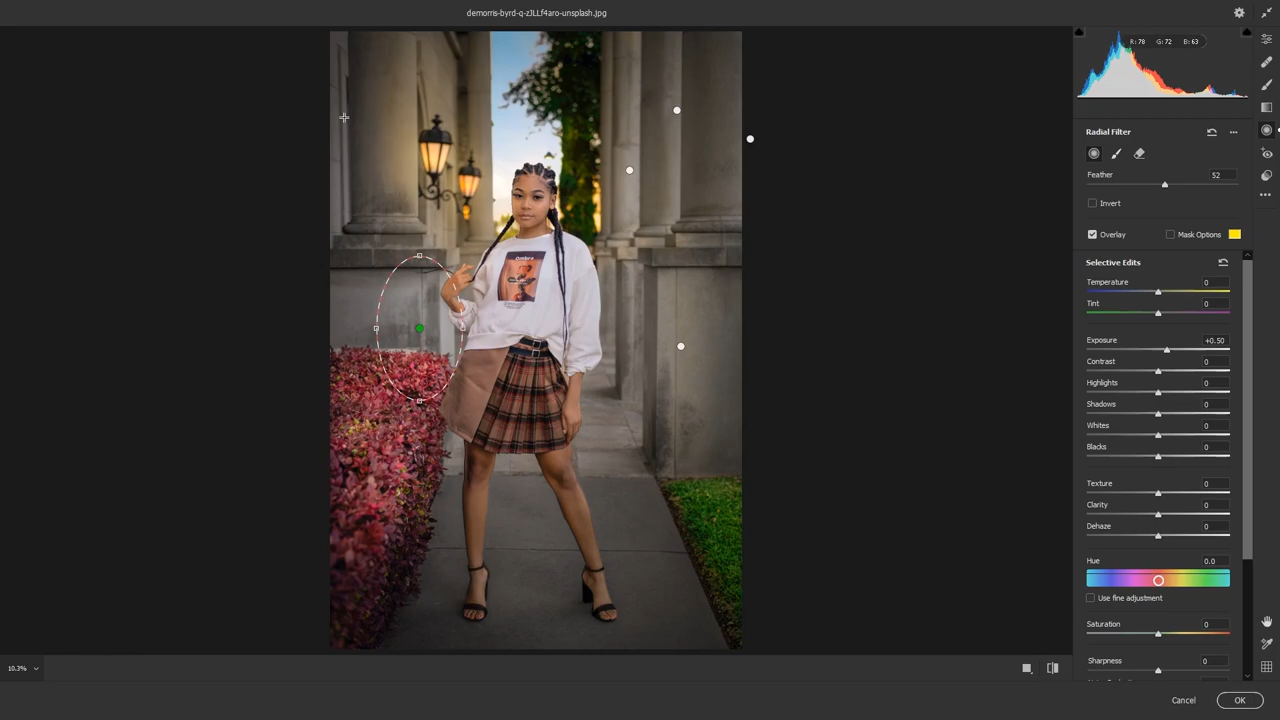 demorris-byrd-q-zJLLf4aro-unsplash.jpg
R: 78 G: 72 B: 63
Radial Filter
Feather 52
Invert
Overlay Mask Options
Selective Edits
Temperature 0
Tint 0
Exposure +0.50
Contrast 0
Highlights 0
Shadows 0
Whites 0
Blacks 0
Texture 0
Clarity 0
Dehaze 0
Hue 0.0
Use fine adjustment
Saturation 0
Sharpness 0
Ombra
10.3%
Cancel OK